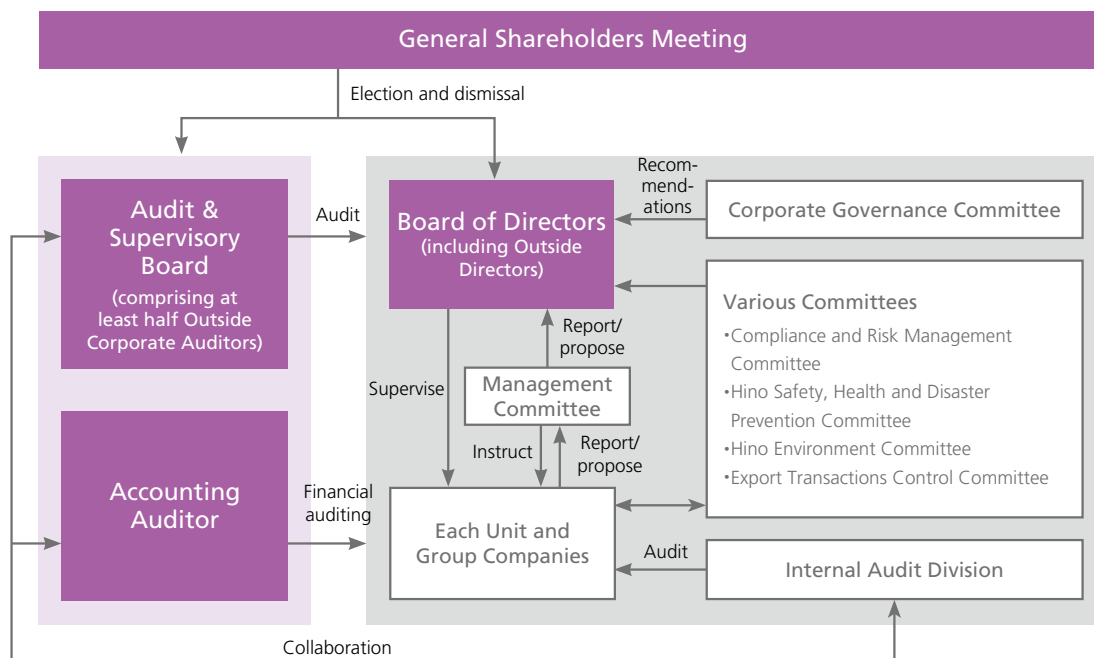 General Shareholders Meeting
Election and dismissal
Audit &
Supervisory
Board
(comprising at
least half Outside
Corporate Auditors)
Audit
Board of Directors
(including Outside
Directors)
Recom-
mend-
ations
Corporate Governance Committee
Various Committees
•Compliance and Risk Management
Committee
•Hino Safety, Health and Disaster
Prevention Committee
•Hino Environment Committee
•Export Transactions Control Committee
Report/
propose
Supervise
Management
Committee
Instruct
Report/
propose
Accounting
Auditor
Financial
auditing
Each Unit and
Group Companies
Audit
Internal Audit Division
Collaboration